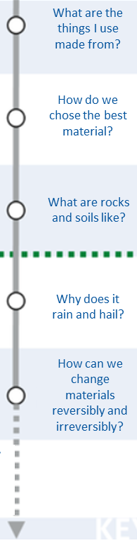 What are the
things I use
made from?
How do we
chose the best
material?
What are rocks
and soils like?
Why does it
rain and hail?
How can we
change
materials
reversibly and
irreversibly?
KEY